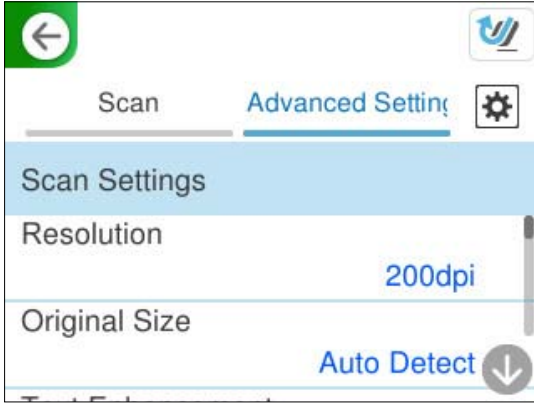 Scan
Advanced Setting
Scan Settings
Resolution
200dpi
Original Size
Auto Detect